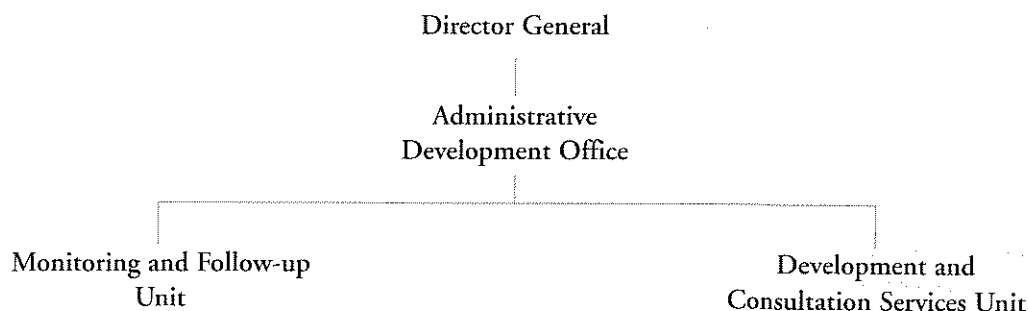 Director General
Administrative
Development Office
Monitoring and Follow-up
Unit
Development and
Consultation Services Unit